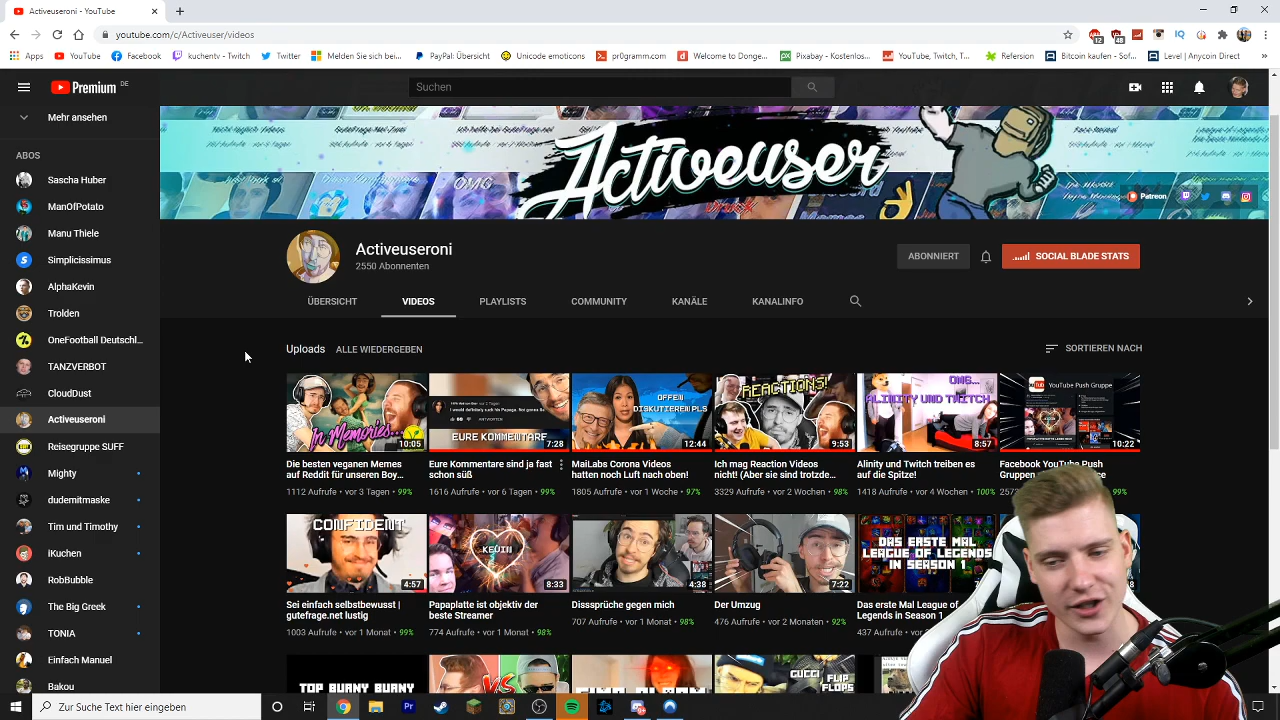 YouTube
youtube.com/c/Activeuser/videos
12
48
Apps
YouTube
Facebook
kuchentv - Twitch
Twitter
Melden Sie sich bei...
Unicode emoticons
pr0gramm.com
Welcome to Donge...
Pixabay - Kostenlos...
YouTube, Twitch, T...
Refersion
Bitcoin kaufen - Sof...
Level | Anycoin Direct
Premium DE
Suchen
Mehr ansehen
ABOS
Sascha Huber
ManOfPotato
Manu Thiele
Simplicissimus
AlphaKevin
Trolden
OneFootball Deutschl...
TANZVERBOT
CloudDust
Activeuseroni
Reisegruppe SUFF
Mighty
dudemitmaske
Tim und Timothy
iKuchen
RobBubble
The Big Greek
TONIA
Einfach Manuel
Bakou
Activeuser
OMG
Patreon
Activeuseroni
2550 Abonnenten
ABONNIERT
SOCIAL BLADE STATS
ÜBERSICHT
VIDEOS
PLAYLISTS
COMMUNITY
KANÄLE
KANALINFO
Uploads
ALLE WIEDERGEBEN
SORTIEREN NACH
in Memories
10:05
EURE KOMMENTARE
7:28
OFFEN
DISKUTIEREN PLS
12:44
REACTIONS!
9:53
OMG...
ALINITY UND TWITCH
8:57
YouTube Push Gruppe
10:22
Die besten veganen Memes
auf Reddit für nuren Boy...
1112 Aufrufe • vor 3 Tagen • 99%
Eure Kommentare sind ja fast
schon süß
1616 Aufrufe • vor 6 Tagen • 99%
MaiLabs Corona Videos
hatten noch Luft nach oben!
1805 Aufrufe • vor 1 Woche • 97%
Ich mag Reaction Videos
nicht! (Aber sie sind trotzde...
3329 Aufrufe • vor 2 Wochen • 98%
Alinity und Twitch treiben es
auf die Spitze!
1418 Aufrufe • vor 4 Wochen • 100%
Facebook YouTube Push
Gruppen
2573
99%
CONFIDENT
4:57
KEVIN
8:33
4:38
7:22
DAS ERSTE MAL
LEAGUE OF LEGENDS
IN SEASON 1
Sei einfach selbstbewusst |
gutefrage.net lustig
1003 Aufrufe • vor 1 Monat • 99%
Papaplatte ist objektiv der
beste Streamer
774 Aufrufe • vor 1 Monat • 98%
Disssprüche gegen mich
707 Aufrufe • vor 1 Monat • 98%
Der Umzug
476 Aufrufe • vor 2 Monaten • 92%
Das erste Mal League of
Legends in Season 1
437 Aufrufe
TOP BURNY BURNY
GUCCI
FLIP
FLOPS
Zur Suche Text hier eingeben